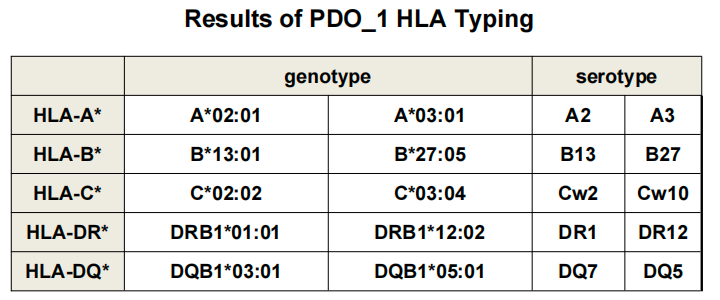 Results of PDO_1 HLA Typing
genotype serotype
HLA-A* A*02:01 A*03:01 A2 A3
HLA-B* B*13:01 B*27:05 B13 B27
HLA-C* C*02:02 C*03:04 Cw2 Cw10
HLA-DR* DRB1*01:01 DRB1*12:02 DR1 DR12
HLA-DQ* DQB1*03:01 DQB1*05:01 DQ7 DQ5